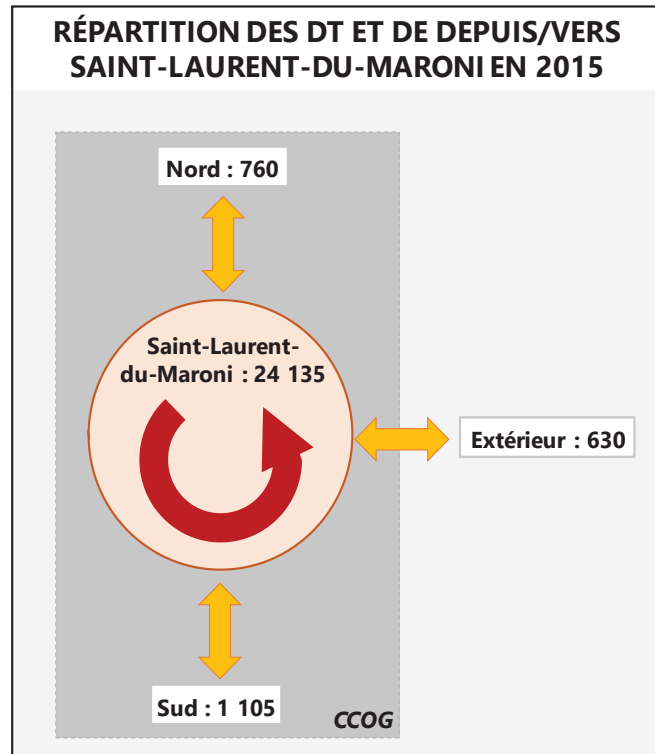 RÉPARTITION DES DT ET DE DEPUIS/VERS
SAINT-LAURENT-DU-MARONI EN 2015
Nord : 760
Saint-Laurent-
du-Maroni : 24 135
Extérieur : 630
Sud : 1 105
CCOG